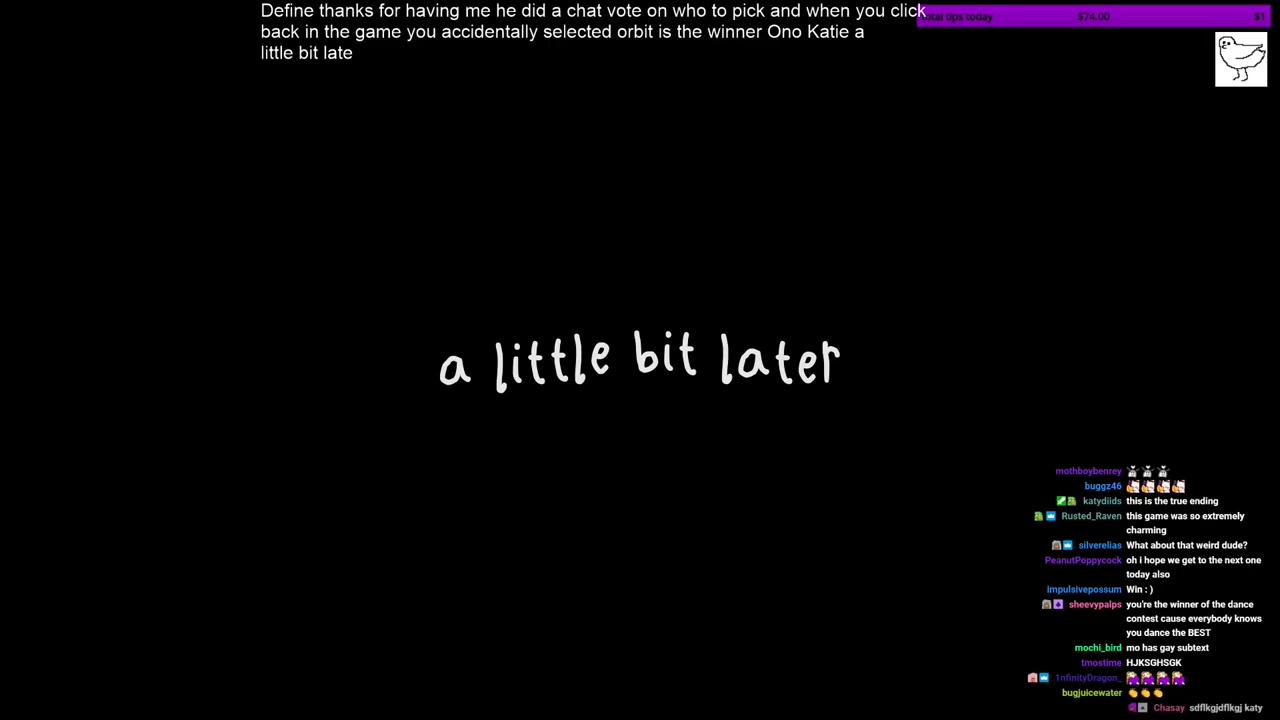 Define thanks for having me he did a chat vote on who to pick and when you click
back in the game you accidentally selected orbit is the winner Ono Katie a
little bit late
Total tips today $74.00 $1
a little bit later
mothboybenrey
buggz46
katydiids this is the true ending
Rusted_Raven this game was so extremely
charming
silverelias What about that weird dude?
PeanutPoppycock oh i hope we get to the next one
today also
impulsivepossum Win : )
sheevypalps you're the winner of the dance
contest cause everybody knows
you dance the BEST
mochi_bird mo has gay subtext
tmostime HJKSGHSGK
1nfinityDragon_
bugjuicewater
Chasay sdflkgjdflkgj katy